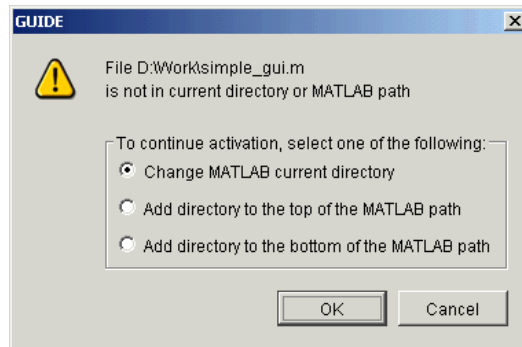 GUIDE
File D:\Work\simple_gui.m
is not in current directory or MATLAB path
To continue activation, select one of the following:
Change MATLAB current directory
Add directory to the top of the MATLAB path
Add directory to the bottom of the MATLAB path
OK Cancel